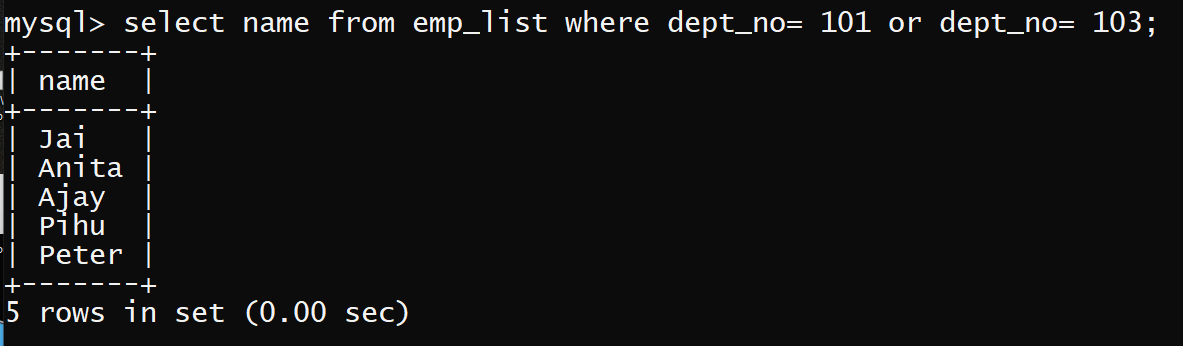 mysql> select name from emp_list where dept_no= 101 or dept_no= 103;
+-------+
| name  |
+-------+
| Jai   |
| Anita |
| Ajay  |
| Pihu  |
| Peter |
+-------+
5 rows in set (0.00 sec)